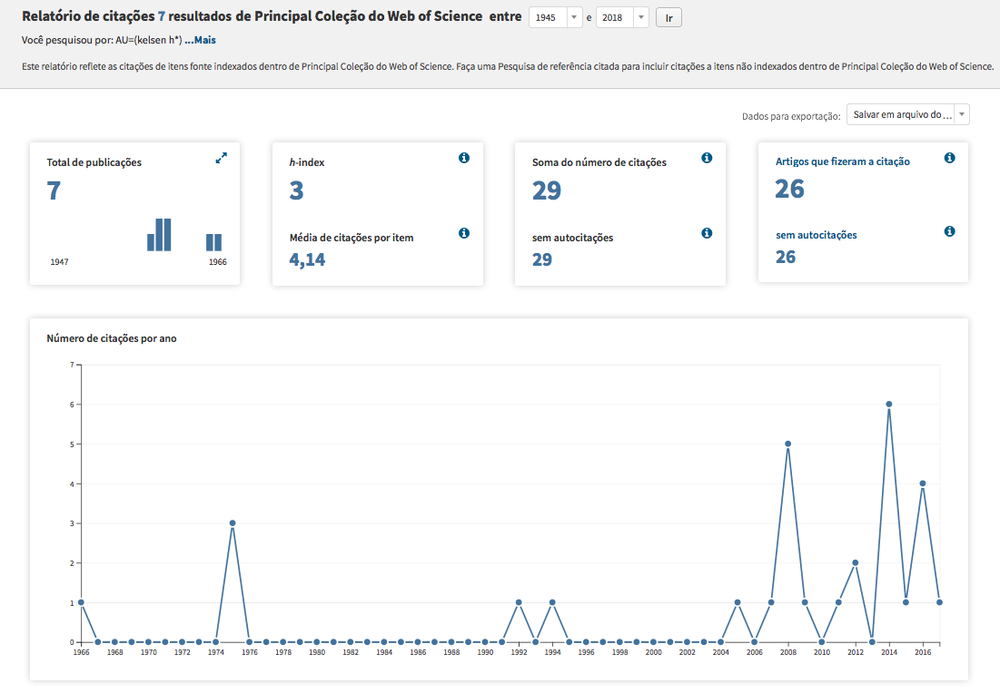 Relatório de citações 7 resultados de Principal Coleção do Web of Science entre 1945 e 2018 Ir
Você pesquisou por: AU=(kelsen h*) ...Mais
Este relatório reflete as citações de itens fonte indexados dentro de Principal Coleção do Web of Science. Faça uma Pesquisa de referência citada para incluir citações a itens não indexados dentro de Principal Coleção do Web of Science.
Dados para exportação: Salvar em arquivo do ...
Total de publicações
7
1947 1966
h-index
3
Média de citações por item
4,14
Soma do número de citações
29
sem autocitações
29
Artigos que fizeram a citação
26
sem autocitações
26
Número de citações por ano
7
6
5
4
3
2
1
0
1966 1968 1970 1972 1974 1976 1978 1980 1982 1984 1986 1988 1990 1992 1994 1996 1998 2000 2002 2004 2006 2008 2010 2012 2014 2016